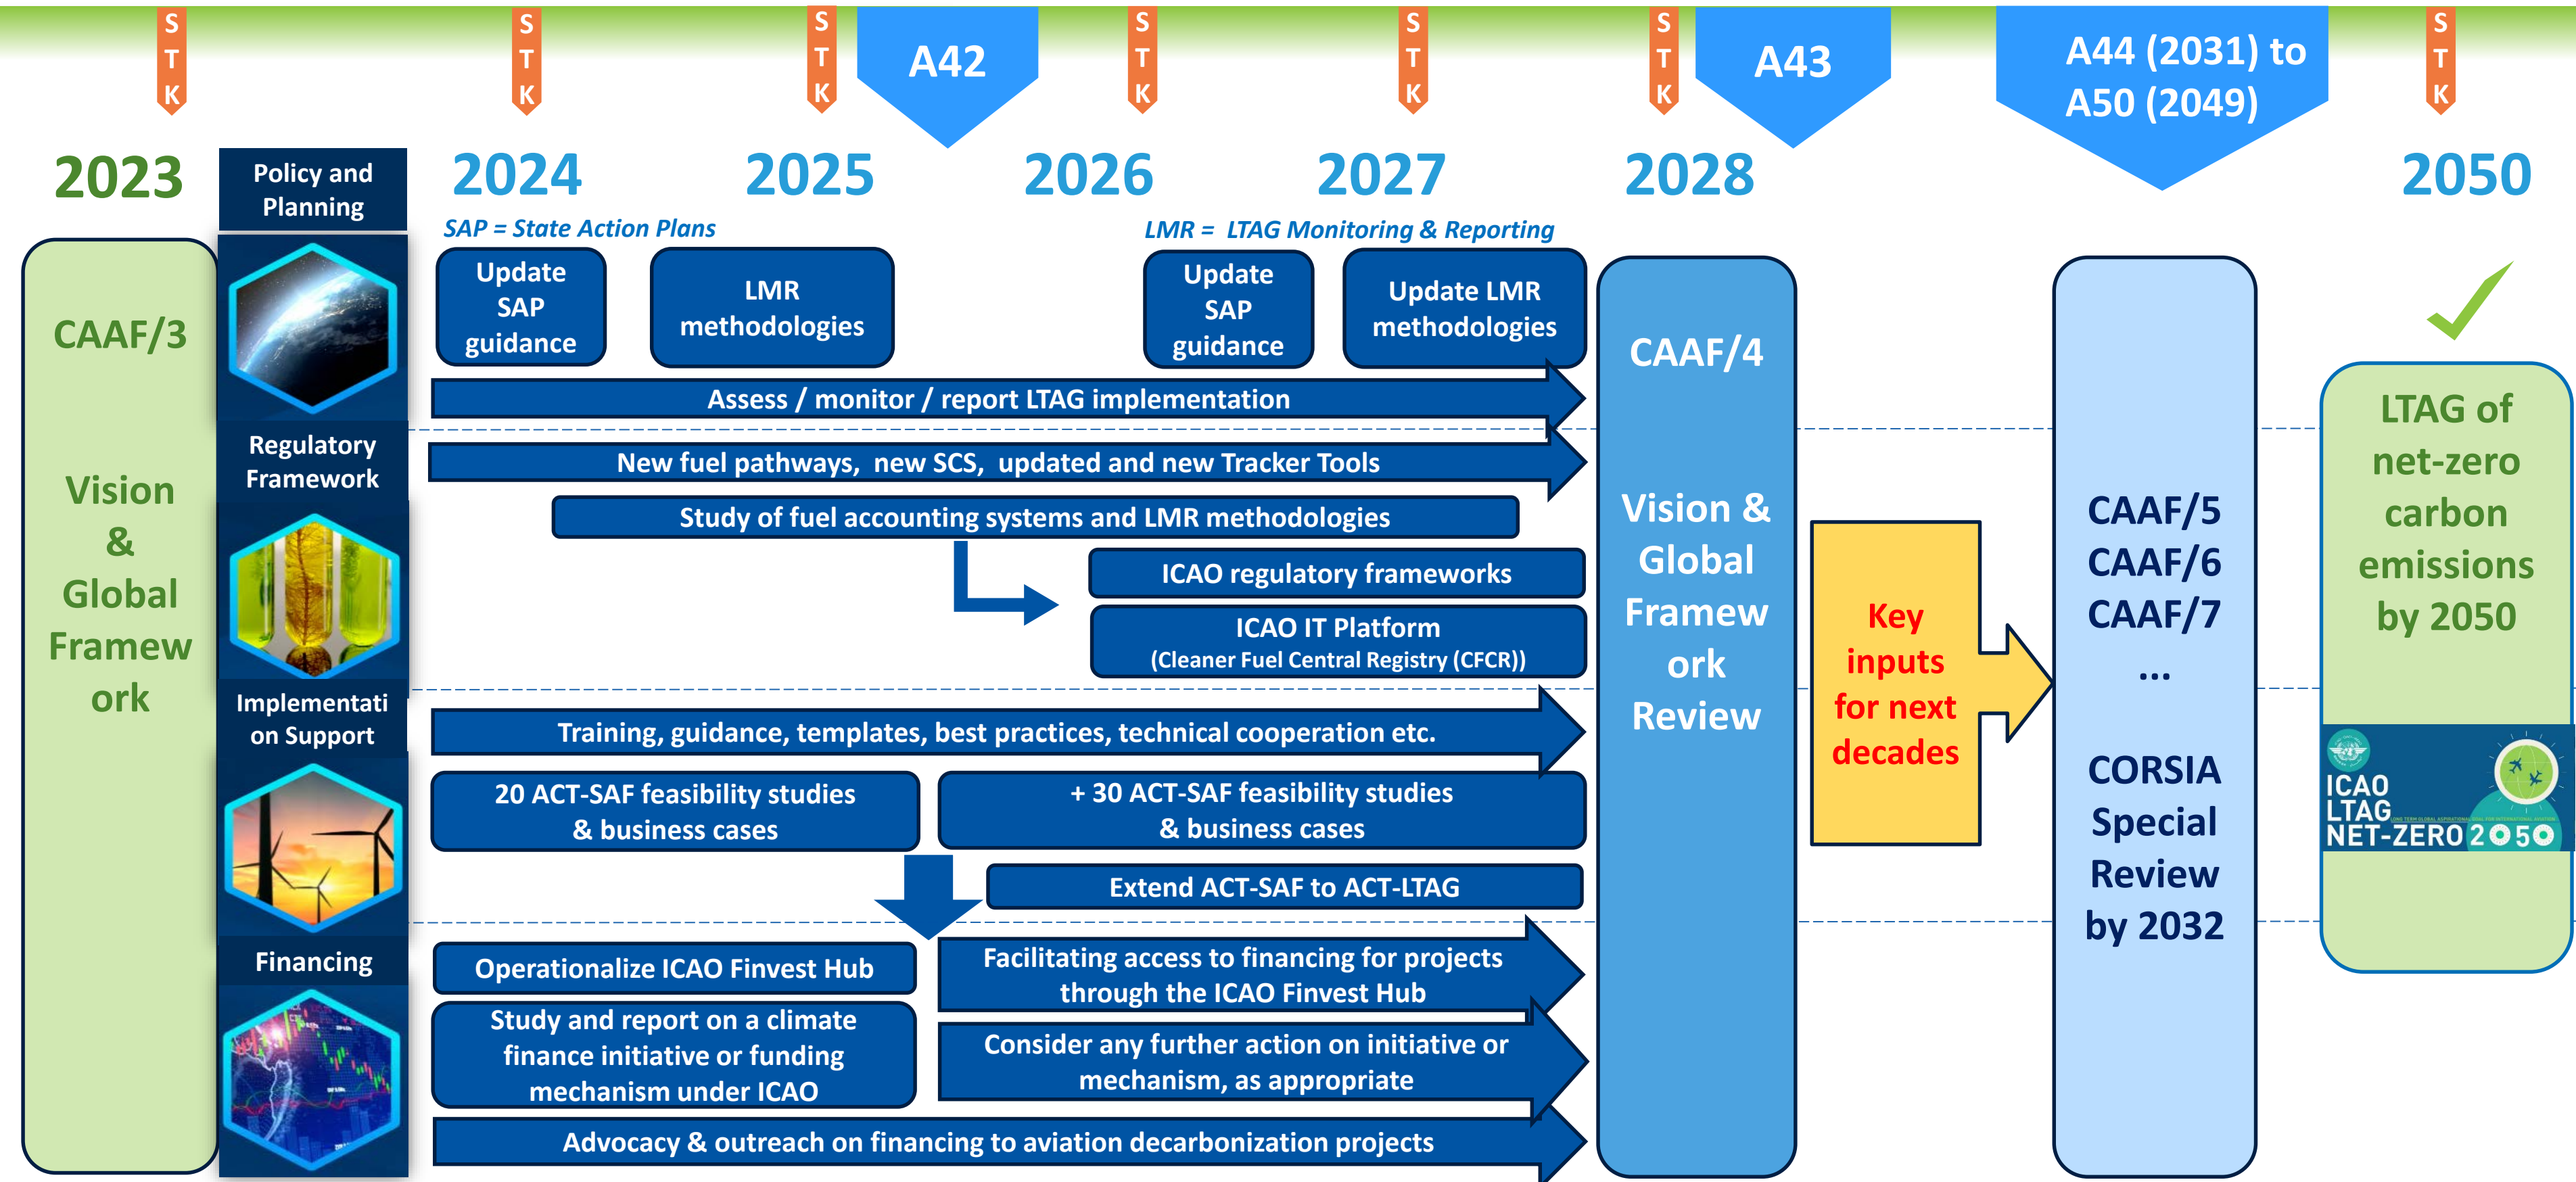 S
T
K
S
T
K
S
T
K
A42
S
T
K
S
T
K
S
T
K
A43
A44 (2031) to
A50 (2049)
S
T
K
2023
2024
2025
2026
2027
2028
2050
SAP = State Action Plans
LMR = LTAG Monitoring & Reporting
CAAF/3
Vision
&
Global
Framew
ork
Policy and
Planning
Update
SAP
guidance
LMR
methodologies
Update
SAP
guidance
Update LMR
methodologies
Assess / monitor / report LTAG implementation
Regulatory
Framework
New fuel pathways, new SCS, updated and new Tracker Tools
Study of fuel accounting systems and LMR methodologies
ICAO regulatory frameworks
ICAO IT Platform
(Cleaner Fuel Central Registry (CFCR))
Implementati
on Support
Training, guidance, templates, best practices, technical cooperation etc.
20 ACT-SAF feasibility studies
& business cases
+ 30 ACT-SAF feasibility studies
& business cases
Extend ACT-SAF to ACT-LTAG
Financing
Operationalize ICAO Finvest Hub
Facilitating access to financing for projects
through the ICAO Finvest Hub
Study and report on a climate
finance initiative or funding
mechanism under ICAO
Consider any further action on initiative or
mechanism, as appropriate
Advocacy & outreach on financing to aviation decarbonization projects
CAAF/4
Vision &
Global
Framew
ork
Review
Key
inputs
for next
decades
CAAF/5
CAAF/6
CAAF/7
...
CORSIA
Special
Review
by 2032
LTAG of
net-zero
carbon
emissions
by 2050
ICAO
LTAG
LONG TERM GLOBAL ASPIRATIONAL GOAL FOR INTERNATIONAL AVIATION
NET-ZERO 2050